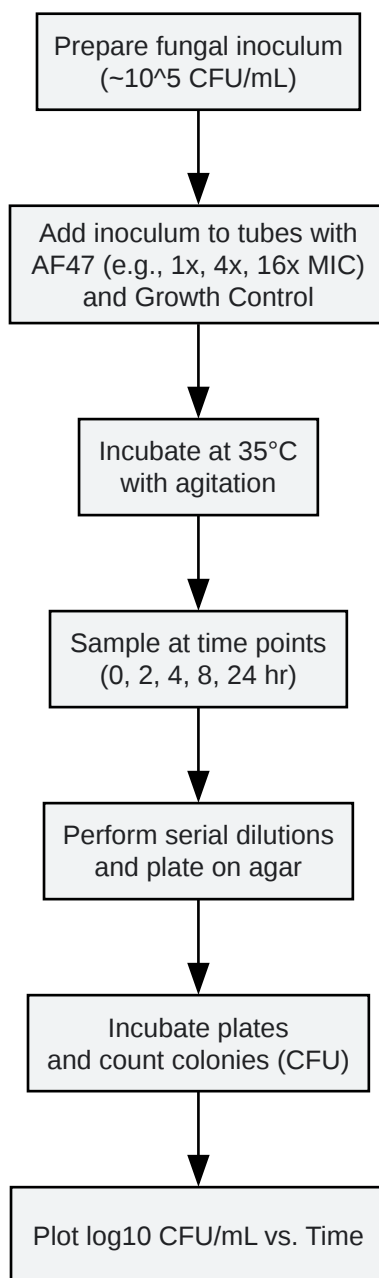 Prepare fungal inoculum
(~10^5 CFU/mL)
Add inoculum to tubes with
AF47 (e.g., 1x, 4x, 16x MIC)
and Growth Control
Incubate at 35°C
with agitation
Sample at time points
(0, 2, 4, 8, 24 hr)
Perform serial dilutions
and plate on agar
Incubate plates
and count colonies (CFU)
Plot log10 CFU/mL vs. Time